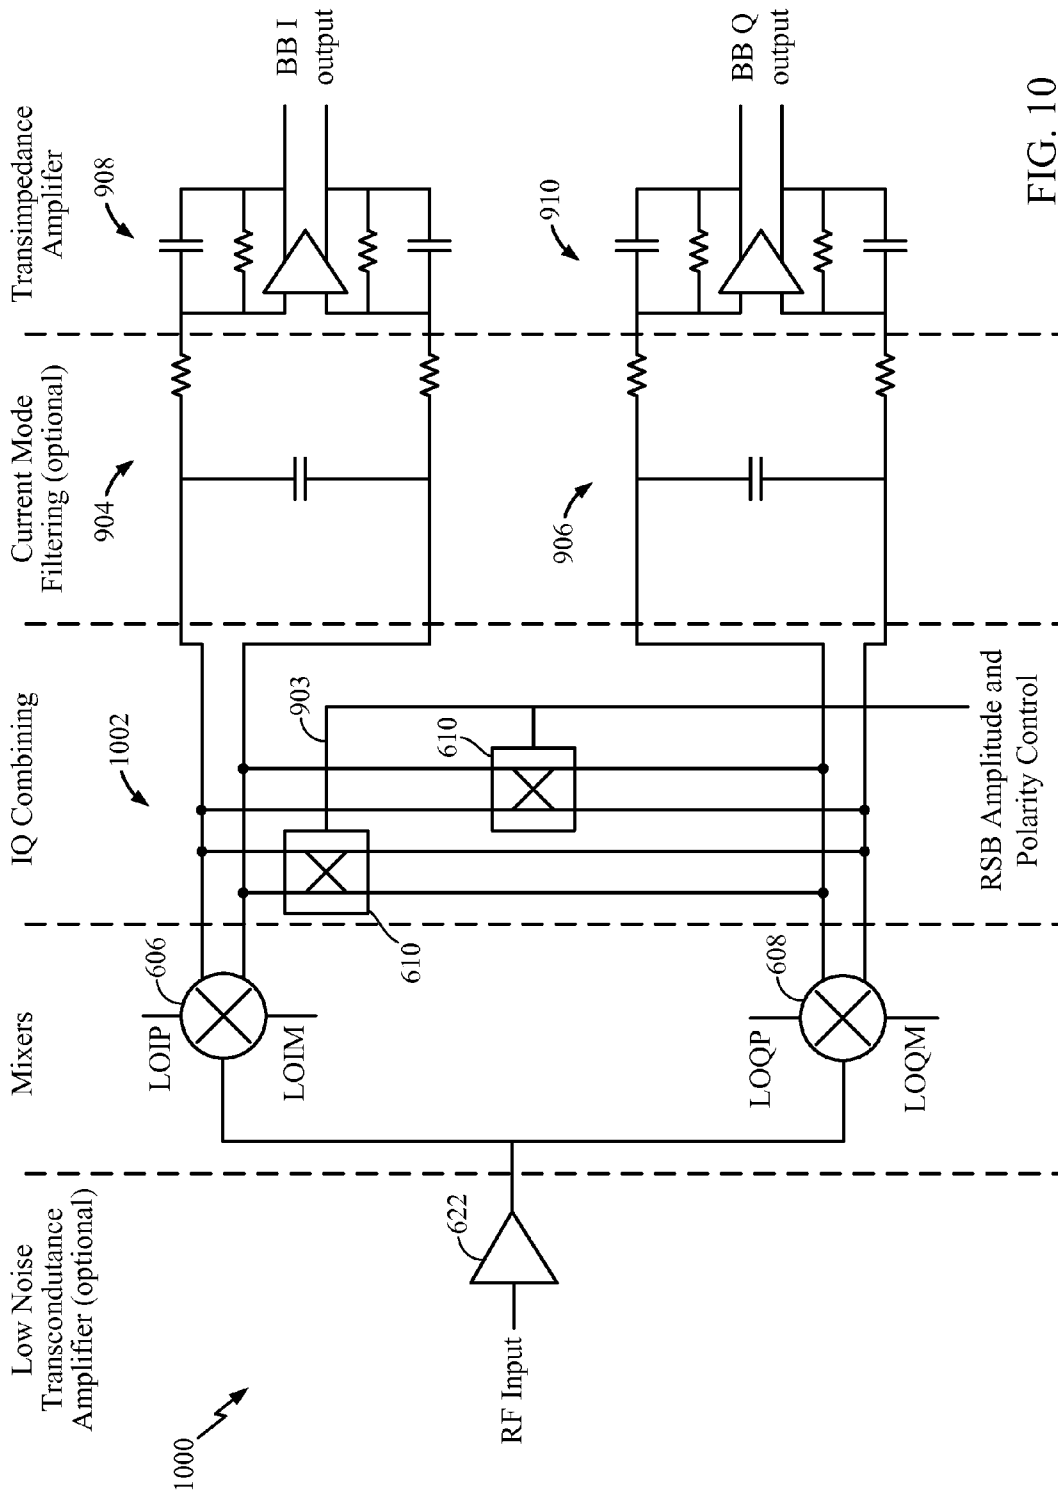 Low Noise
Transcondutance
Amplifier (optional)
Mixers
IQ Combining
Current Mode
Filtering (optional)
Transimpedance
Amplifer
1000
RF Input
622
LOIP
606
LOIM
LOQP
608
LOQM
1002
610
903
610
RSB Amplitude and
Polarity Control
904
906
908
910
BB I
output
BB Q
output
FIG. 10